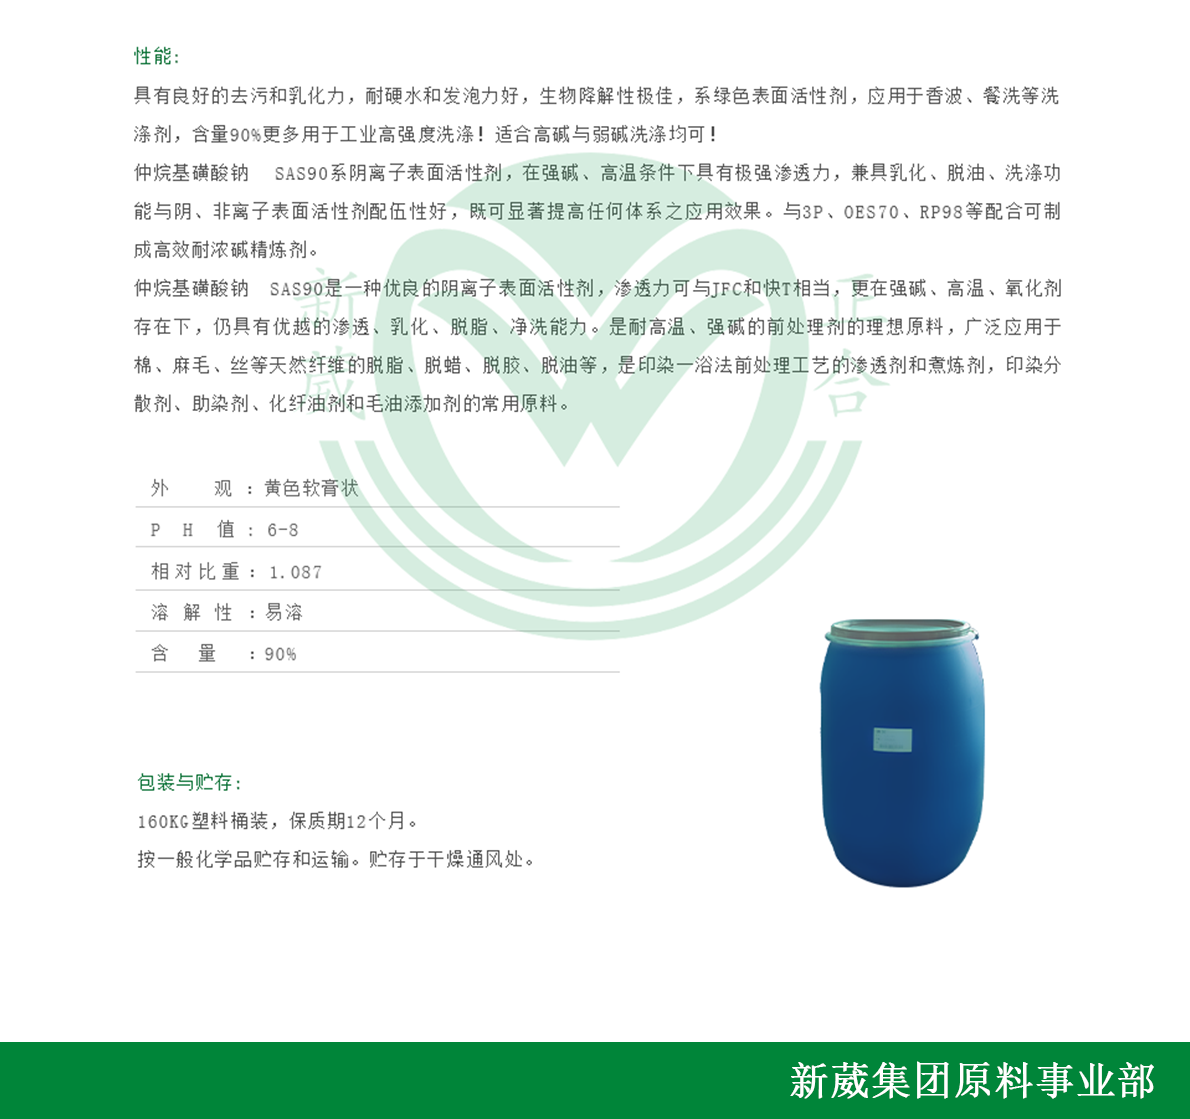 性能:
具有良好的去污和乳化力，耐硬水和发泡力好，生物降解性极佳，系绿色表面活性剂，应用于香波、餐洗等洗
涤剂，含量90%更多用于工业高强度洗涤！适合高碱与弱碱洗涤均可！
仲烷基磺酸钠 SAS90系阴离子表面活性剂，在强碱、高温条件下具有极强渗透力，兼具乳化、脱油、洗涤功
能与阴、非离子表面活性剂配伍性好，既可显著提高任何体系之应用效果。与3P、OES70、RP98等配合可制
成高效耐浓碱精炼剂。
仲烷基磺酸钠 SAS90是一种优良的阴离子表面活性剂，渗透力可与JFC和快T相当，更在强碱、高温、氧化剂
存在下，仍具有优越的渗透、乳化、脱脂、净洗能力。是耐高温、强碱的前处理剂的理想原料，广泛应用于
棉、麻毛、丝等天然纤维的脱脂、脱蜡、脱胶、脱油等，是印染一浴法前处理工艺的渗透剂和煮炼剂，印染分
散剂、助染剂、化纤油剂和毛油添加剂的常用原料。
新葳
正合
外 观 ：黄色软膏状
P H 值 ： 6-8
相对比重 ： 1.087
溶 解 性 ：易溶
含 量 ：90%
包装与贮存:
160KG塑料桶装，保质期12个月。
按一般化学品贮存和运输。贮存于干燥通风处。
新葳集团原料事业部